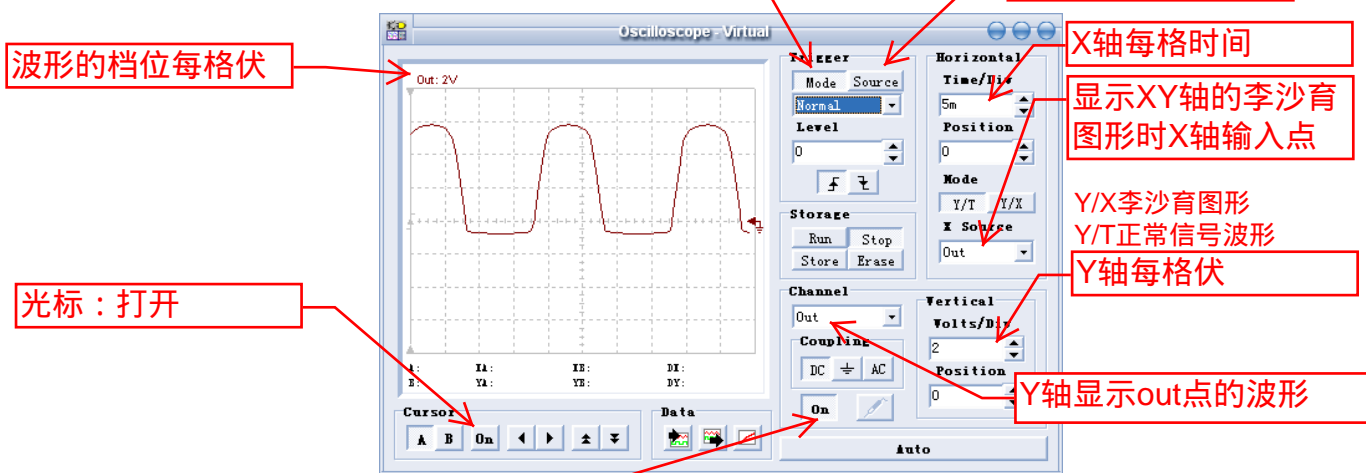 Oscilloscope - Virtual
波形的档位每格伏
Out: 2V
Trigger
Mode
Source
Normal
Level
0
Horizontal
Time/Div
5m
Position
0
Mode
Y/T
Y/X
X Source
Out
X轴每格时间
显示XY轴的李沙育
图形时X轴输入点
Y/X李沙育图形
Y/T正常信号波形
Y轴每格伏
Storage
Run
Stop
Store
Erase
光标：打开
Channel
Out
Coupling
DC
AC
On
Vertical
Volts/Div
2
Position
0
Y轴显示out点的波形
A:
XA:
XB:
DX:
B:
YA:
YB:
DY:
Cursor
A
B
On
Data
Auto